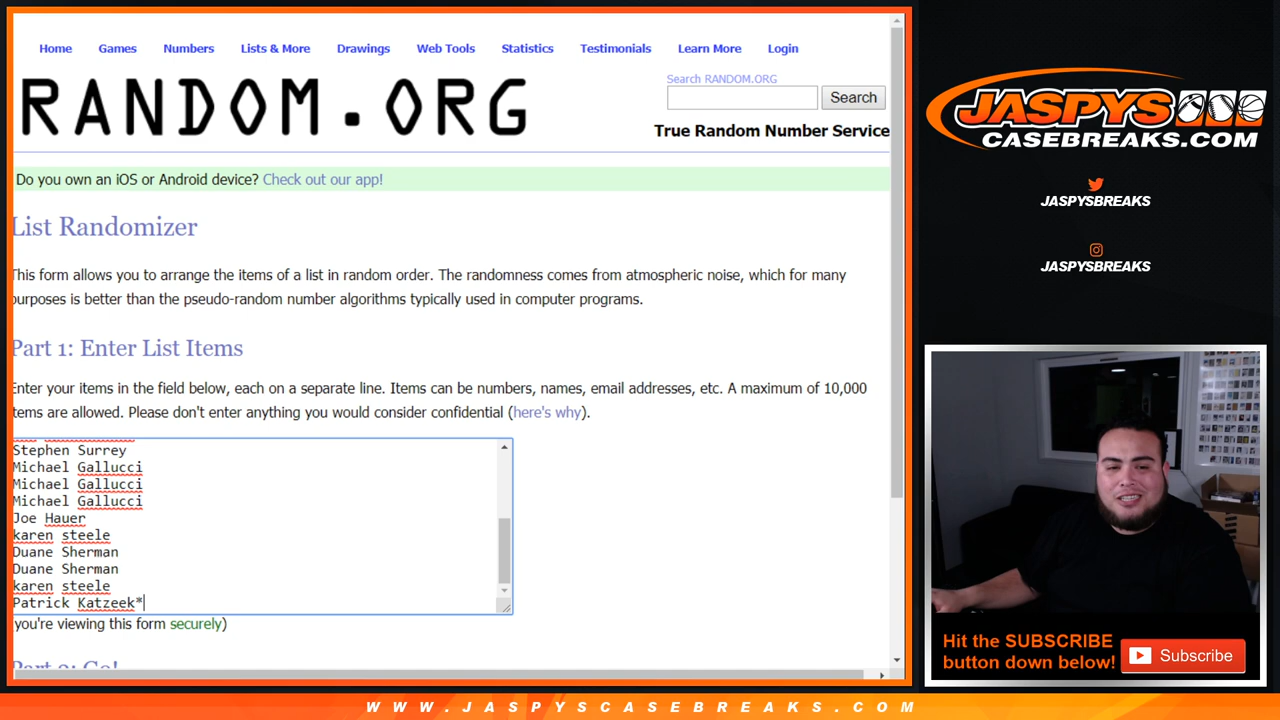 Home Games Numbers Lists & More Drawings Web Tools Statistics Testimonials Learn More Login
RANDOM.ORG
Search RANDOM.ORG
Search
True Random Number Service
Do you own an iOS or Android device? Check out our app!
List Randomizer
This form allows you to arrange the items of a list in random order. The randomness comes from atmospheric noise, which for many
purposes is better than the pseudo-random number algorithms typically used in computer programs.
Part 1: Enter List Items
Enter your items in the field below, each on a separate line. Items can be numbers, names, email addresses, etc. A maximum of 10,000
items are allowed. Please don't enter anything you would consider confidential (here's why).
Stephen Surrey
Michael Gallucci
Michael Gallucci
Michael Gallucci
Joe Hauer
karen steele
Duane Sherman
Duane Sherman
karen steele
Patrick Katzeek*
you're viewing this form securely)
Part 2: Go!
JASPYS
CASEBREAKS.COM
JASPYSBREAKS
JASPYSBREAKS
Hit the SUBSCRIBE
button down below!
Subscribe
WWW.JASPYSCASEBREAKS.COM